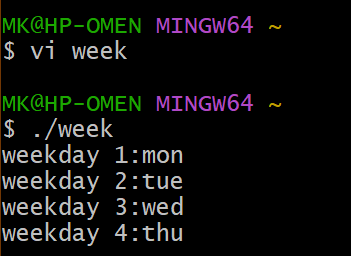 MK@HP-OMEN MINGW64 ~
$ vi week
MK@HP-OMEN MINGW64 ~
$ ./week
weekday 1:mon
weekday 2:tue
weekday 3:wed
weekday 4:thu